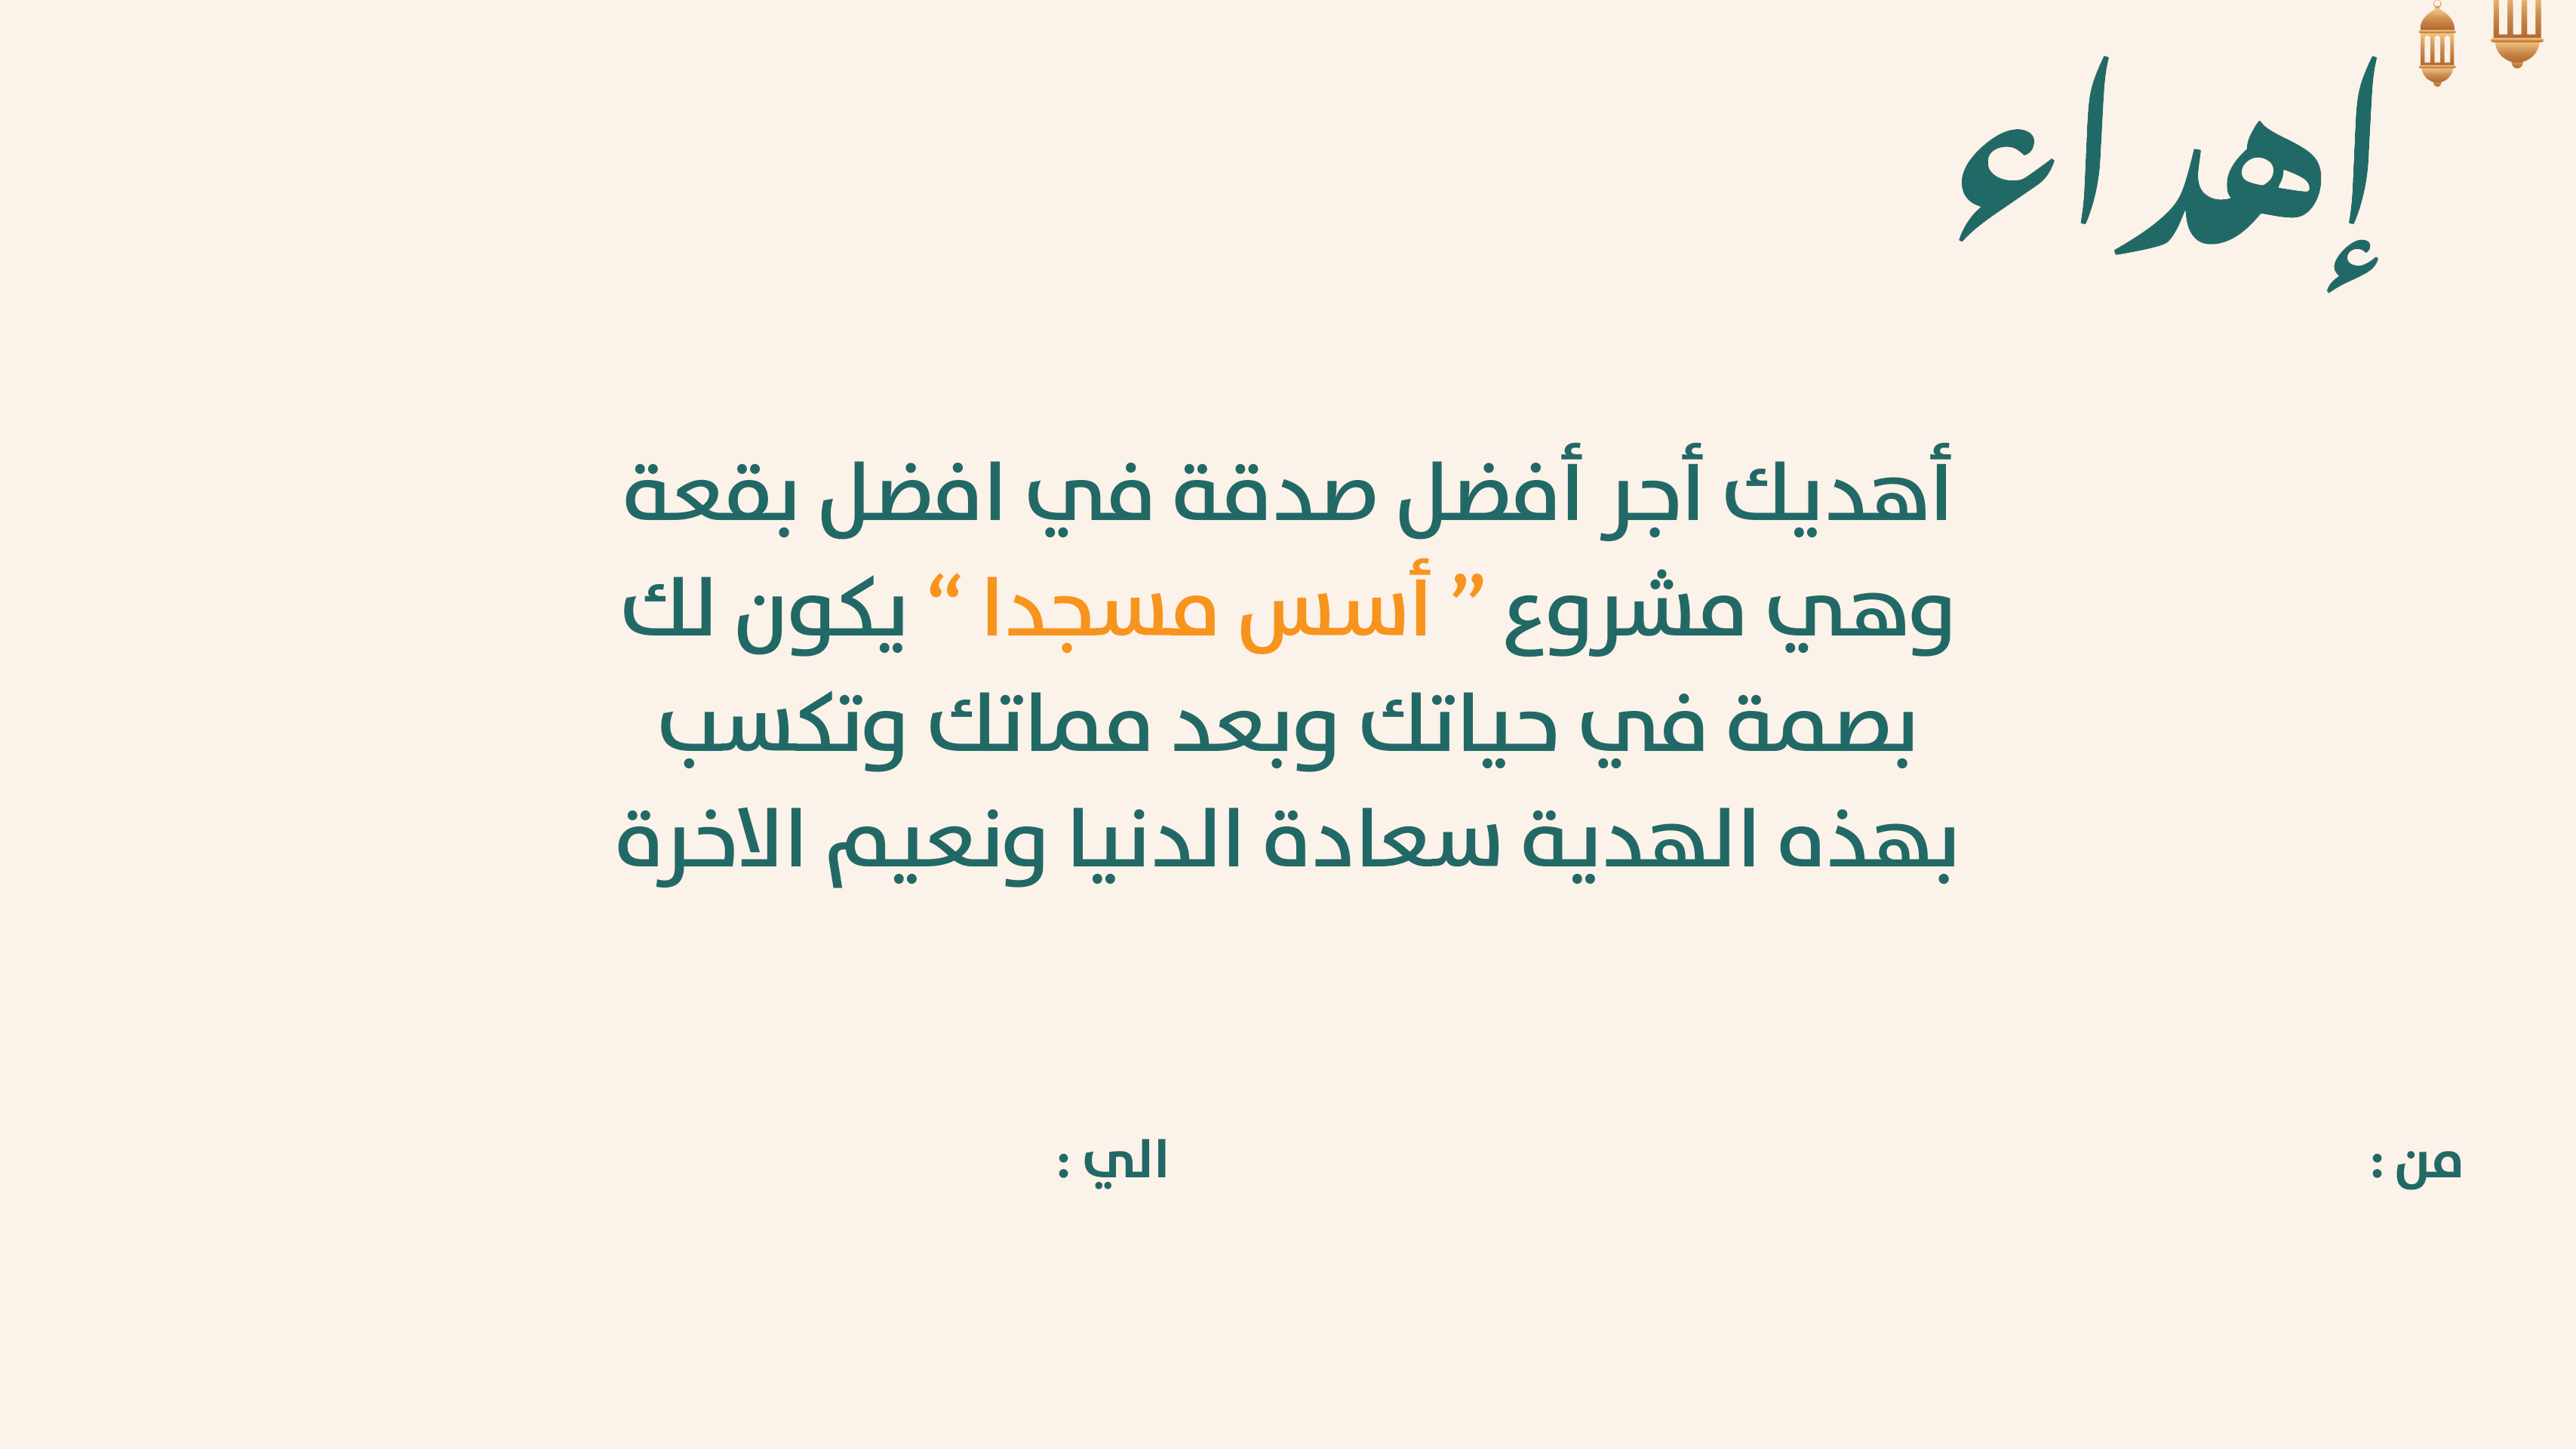 إهداء
أهديك أجر أفضل صدقة في افضل بقعة
وهي مشروع ” أسس مسجدا “ يكون لك
بصمة في حياتك وبعد مماتك وتكسب
بهذه الهدية سعادة الدنيا ونعيم الاخرة
من :
الي :